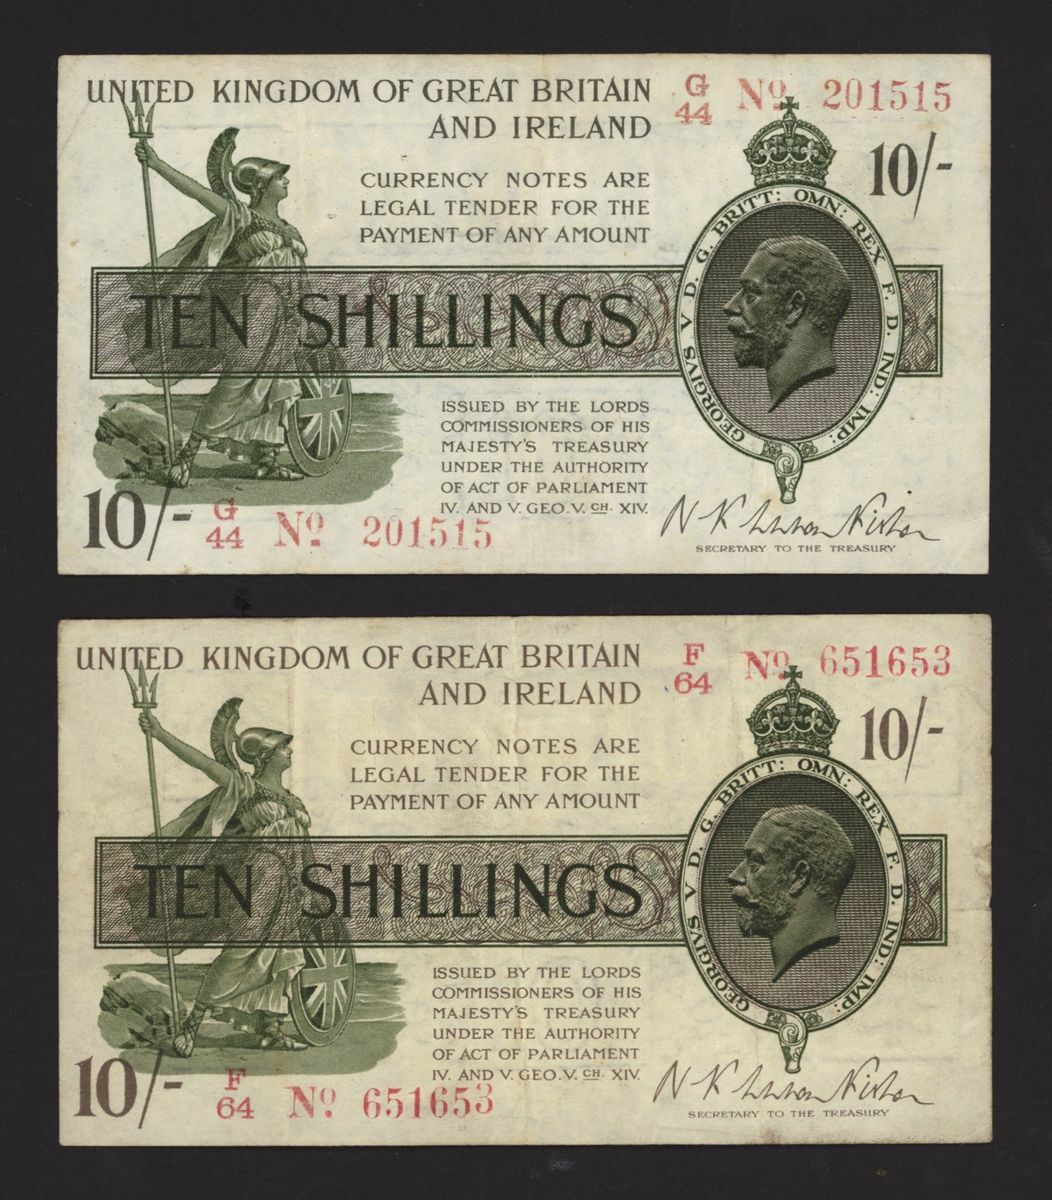 UNITED KINGDOM OF GREAT BRITAIN
AND IRELAND
G
44 Nº 201515
10/-
CURRENCY NOTES ARE
LEGAL TENDER FOR THE
PAYMENT OF ANY AMOUNT
GEORGIVS V D. G. BRITT: OMN: REX F. D. IND: IMP:
TEN SHILLINGS
ISSUED BY THE LORDS
COMMISSIONERS OF HIS
MAJESTY'S TREASURY
UNDER THE AUTHORITY
OF ACT OF PARLIAMENT
IV. AND V. GEO. V. CH. XIV.
10/- G
44 Nº 201515
SECRETARY TO THE TREASURY
UNITED KINGDOM OF GREAT BRITAIN
AND IRELAND
F
64 Nº 651653
10/-
CURRENCY NOTES ARE
LEGAL TENDER FOR THE
PAYMENT OF ANY AMOUNT
GEORGIVS V D. G. BRITT: OMN: REX F. D. IND: IMP:
TEN SHILLINGS
ISSUED BY THE LORDS
COMMISSIONERS OF HIS
MAJESTY'S TREASURY
UNDER THE AUTHORITY
OF ACT OF PARLIAMENT
IV. AND V. GEO. V. CH. XIV.
10/- F
64 Nº 651653
SECRETARY TO THE TREASURY